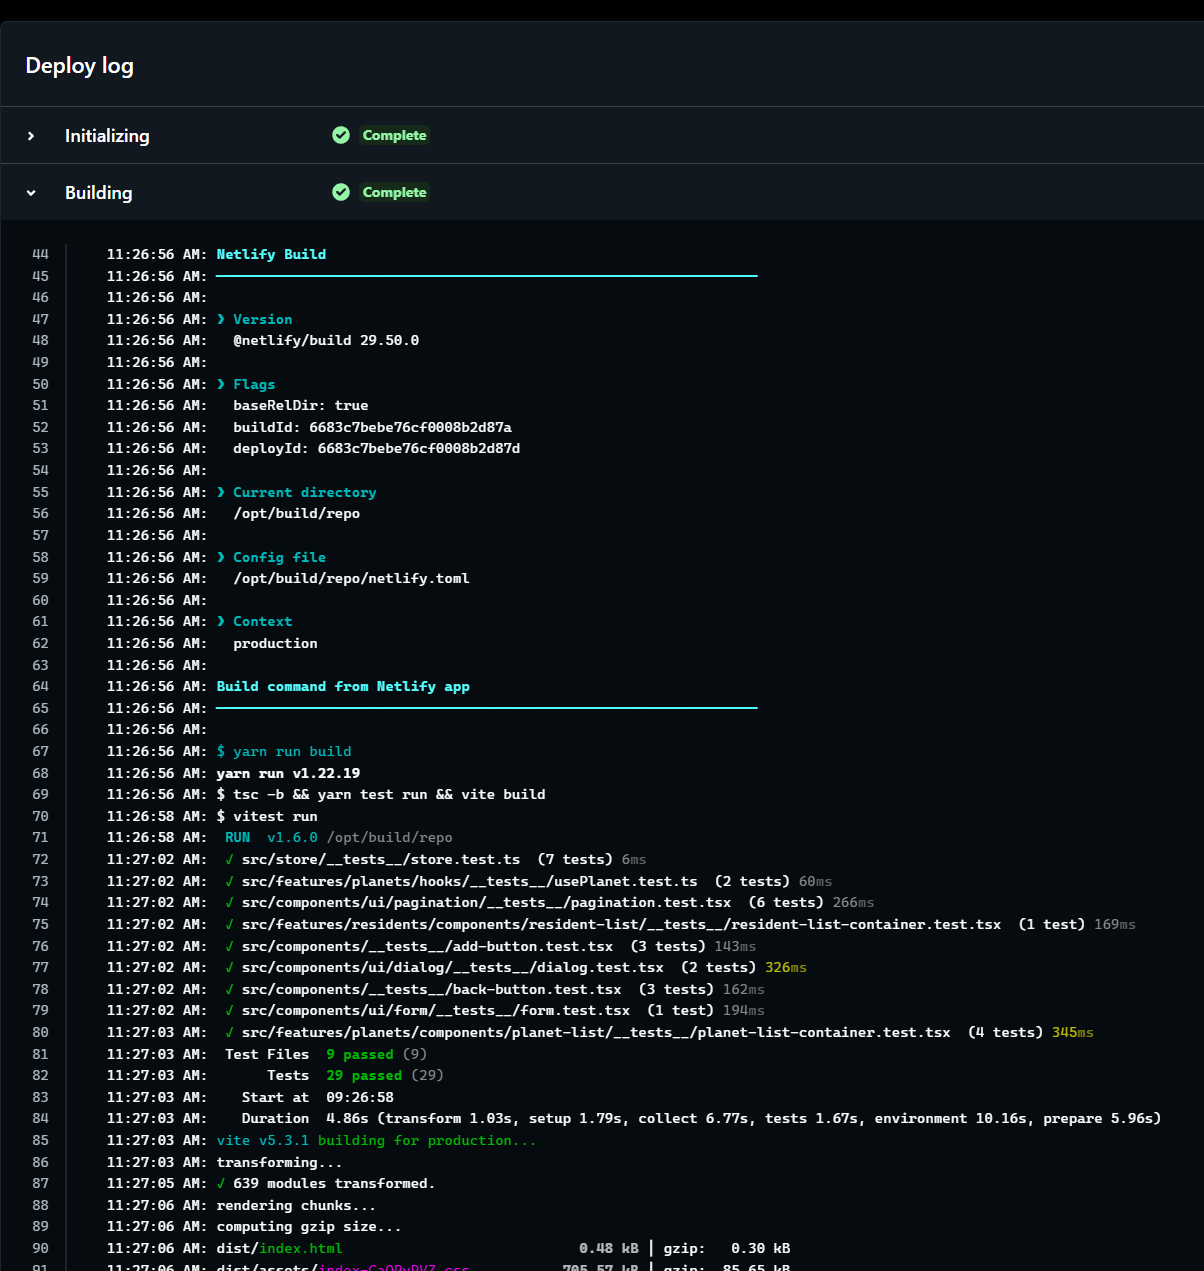 Deploy log
Initializing Complete
Building Complete
44 11:26:56 AM: Netlify Build
45 11:26:56 AM: ────────────────────────────────────────────────────────────────
46 11:26:56 AM:
47 11:26:56 AM: ❯ Version
48 11:26:56 AM: @netlify/build 29.50.0
49 11:26:56 AM:
50 11:26:56 AM: ❯ Flags
51 11:26:56 AM: baseRelDir: true
52 11:26:56 AM: buildId: 6683c7bebe76cf0008b2d87a
53 11:26:56 AM: deployId: 6683c7bebe76cf0008b2d87d
54 11:26:56 AM:
55 11:26:56 AM: ❯ Current directory
56 11:26:56 AM: /opt/build/repo
57 11:26:56 AM:
58 11:26:56 AM: ❯ Config file
59 11:26:56 AM: /opt/build/repo/netlify.toml
60 11:26:56 AM:
61 11:26:56 AM: ❯ Context
62 11:26:56 AM: production
63 11:26:56 AM:
64 11:26:56 AM: Build command from Netlify app
65 11:26:56 AM: ────────────────────────────────────────────────────────────────
66 11:26:56 AM:
67 11:26:56 AM: $ yarn run build
68 11:26:56 AM: yarn run v1.22.19
69 11:26:56 AM: $ tsc -b && yarn test run && vite build
70 11:26:58 AM: $ vitest run
71 11:26:58 AM: RUN v1.6.0 /opt/build/repo
72 11:27:02 AM: ✓ src/store/__tests__/store.test.ts (7 tests) 6ms
73 11:27:02 AM: ✓ src/features/planets/hooks/__tests__/usePlanet.test.ts (2 tests) 60ms
74 11:27:02 AM: ✓ src/components/ui/pagination/__tests__/pagination.test.tsx (6 tests) 266ms
75 11:27:02 AM: ✓ src/features/residents/components/resident-list/__tests__/resident-list-container.test.tsx (1 test) 169ms
76 11:27:02 AM: ✓ src/components/__tests__/add-button.test.tsx (3 tests) 143ms
77 11:27:02 AM: ✓ src/components/ui/dialog/__tests__/dialog.test.tsx (2 tests) 326ms
78 11:27:02 AM: ✓ src/components/__tests__/back-button.test.tsx (3 tests) 162ms
79 11:27:02 AM: ✓ src/components/ui/form/__tests__/form.test.tsx (1 test) 194ms
80 11:27:03 AM: ✓ src/features/planets/components/planet-list/__tests__/planet-list-container.test.tsx (4 tests) 345ms
81 11:27:03 AM: Test Files 9 passed (9)
82 11:27:03 AM: Tests 29 passed (29)
83 11:27:03 AM: Start at 09:26:58
84 11:27:03 AM: Duration 4.86s (transform 1.03s, setup 1.79s, collect 6.77s, tests 1.67s, environment 10.16s, prepare 5.96s)
85 11:27:03 AM: vite v5.3.1 building for production...
86 11:27:03 AM: transforming...
87 11:27:05 AM: ✓ 639 modules transformed.
88 11:27:06 AM: rendering chunks...
89 11:27:06 AM: computing gzip size...
90 11:27:06 AM: dist/index.html 0.48 kB │ gzip: 0.30 kB
91 11:27:06 AM: 705.57 kB │ gzip: 85.65 kB